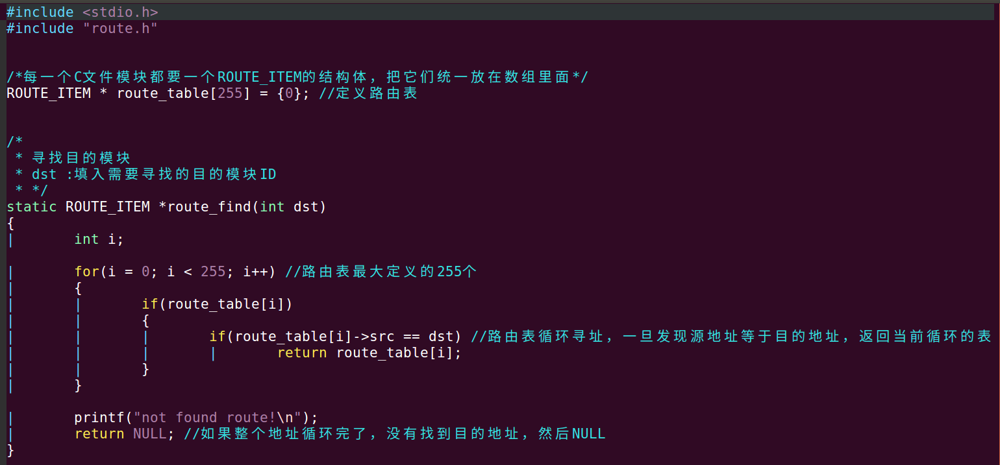 #include <stdio.h>
#include "route.h"
/*每一个C文件模块都要一个ROUTE_ITEM的结构体，把它们统一放在数组里面*/
ROUTE_ITEM * route_table[255] = {0}; //定义路由表
/*
 * 寻找目的模块
 * dst :填入需要寻找的目的模块ID
 * */
static ROUTE_ITEM *route_find(int dst)
{
|       int i;
|       for(i = 0; i < 255; i++) //路由表最大定义的255个
|       {
|       |       if(route_table[i])
|       |       {
|       |       |       if(route_table[i]->src == dst) //路由表循环寻址，一旦发现源地址等于目的地址，返回当前循环的表
|       |       |       |       return route_table[i];
|       |       }
|       }
|       printf("not found route!\n");
|       return NULL; //如果整个地址循环完了，没有找到目的地址，然后NULL
}